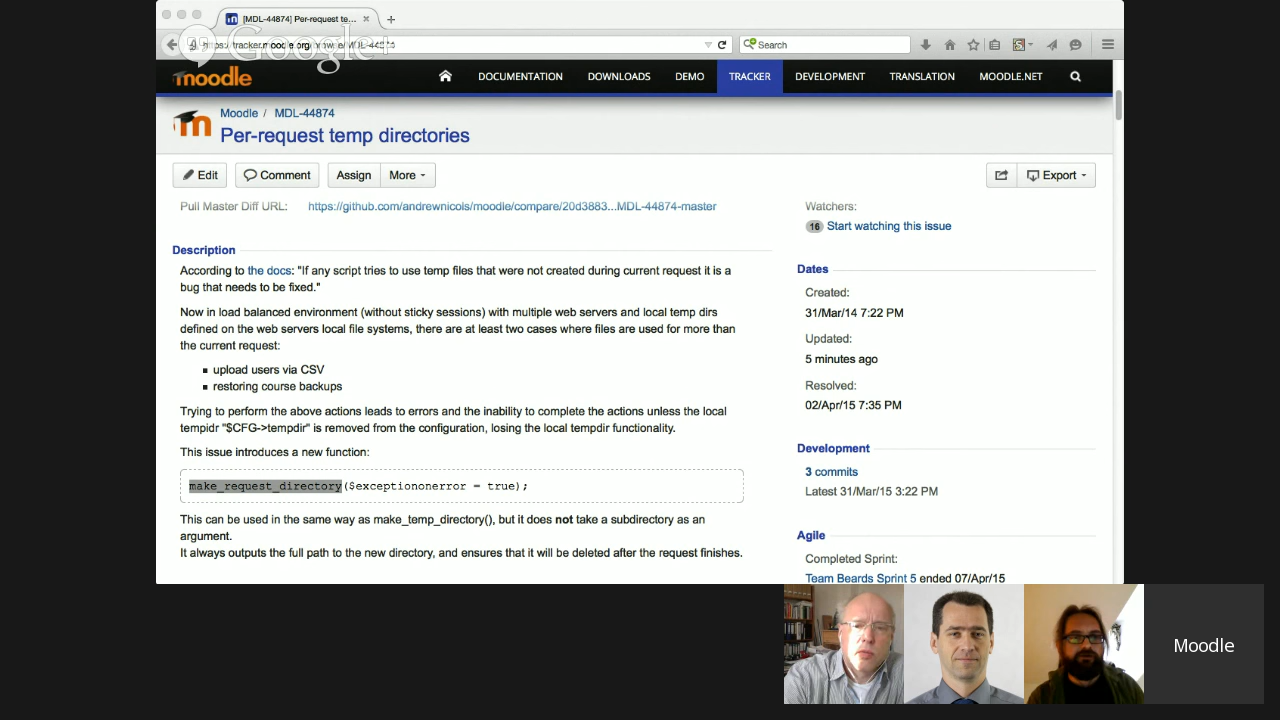 [MDL-44874] Per-request te...
Google+
https://tracker.moodle.org/browse/MDL-44874
Search
moodle
DOCUMENTATION
DOWNLOADS
DEMO
TRACKER
DEVELOPMENT
TRANSLATION
MOODLE.NET
Moodle / MDL-44874
Per-request temp directories
Edit
Comment
Assign
More
Export
Pull Master Diff URL: https://github.com/andrewnicols/moodle/compare/20d3883...MDL-44874-master
Description
According to the docs: "If any script tries to use temp files that were not created during current request it is a
bug that needs to be fixed."
Now in load balanced environment (without sticky sessions) with multiple web servers and local temp dirs
defined on the web servers local file systems, there are at least two cases where files are used for more than
the current request:
upload users via CSV
restoring course backups
Trying to perform the above actions leads to errors and the inability to complete the actions unless the local
tempidr "$CFG->tempdir" is removed from the configuration, losing the local tempdir functionality.
This issue introduces a new function:
make_request_directory($exceptiononerror = true);
This can be used in the same way as make_temp_directory(), but it does not take a subdirectory as an
argument.
It always outputs the full path to the new directory, and ensures that it will be deleted after the request finishes.
Watchers:
16 Start watching this issue
Dates
Created:
31/Mar/14 7:22 PM
Updated:
5 minutes ago
Resolved:
02/Apr/15 7:35 PM
Development
3 commits
Latest 31/Mar/15 3:22 PM
Agile
Completed Sprint:
Team Beards Sprint 5 ended 07/Apr/15
Moodle